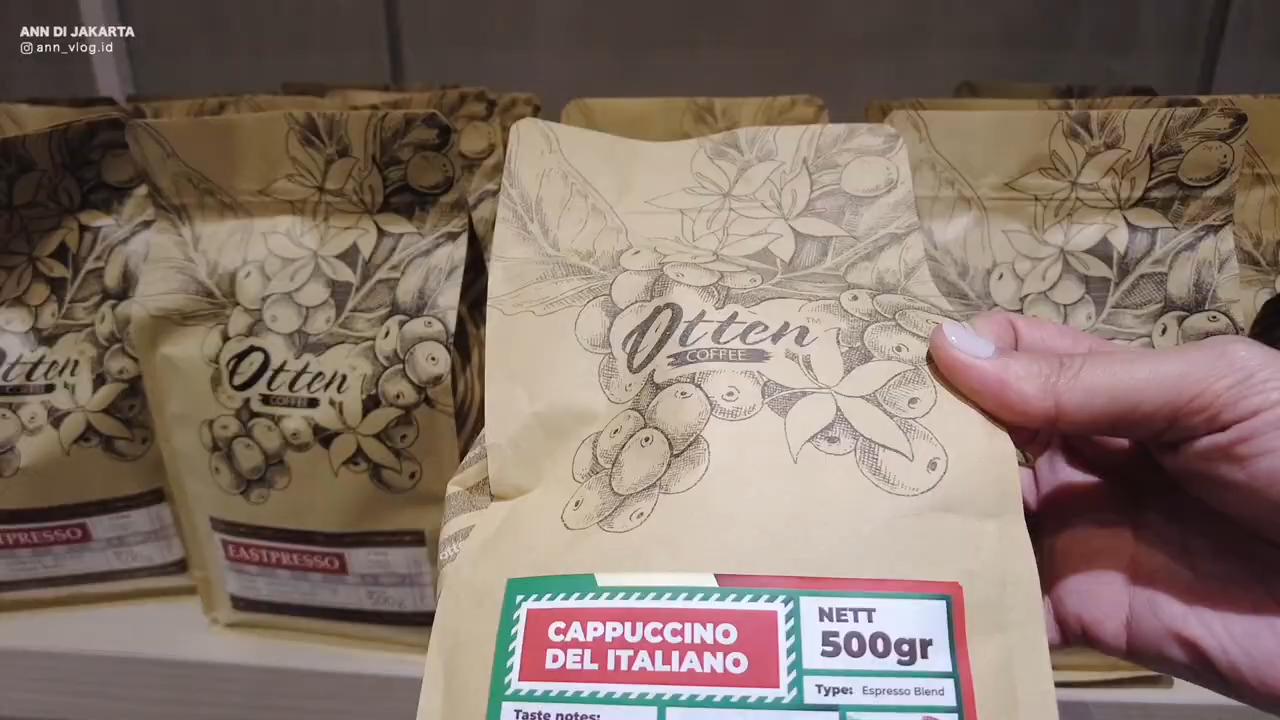 ANN DI JAKARTA
ann_vlog.id
Otten
COFFEE
Otten
COFFEE
tten
COFFEE
EASTPRESSO
TPRESSO
CAPPUCCINO
DEL ITALIANO
NETT
500gr
Type: Espresso Blend
Taste notes: